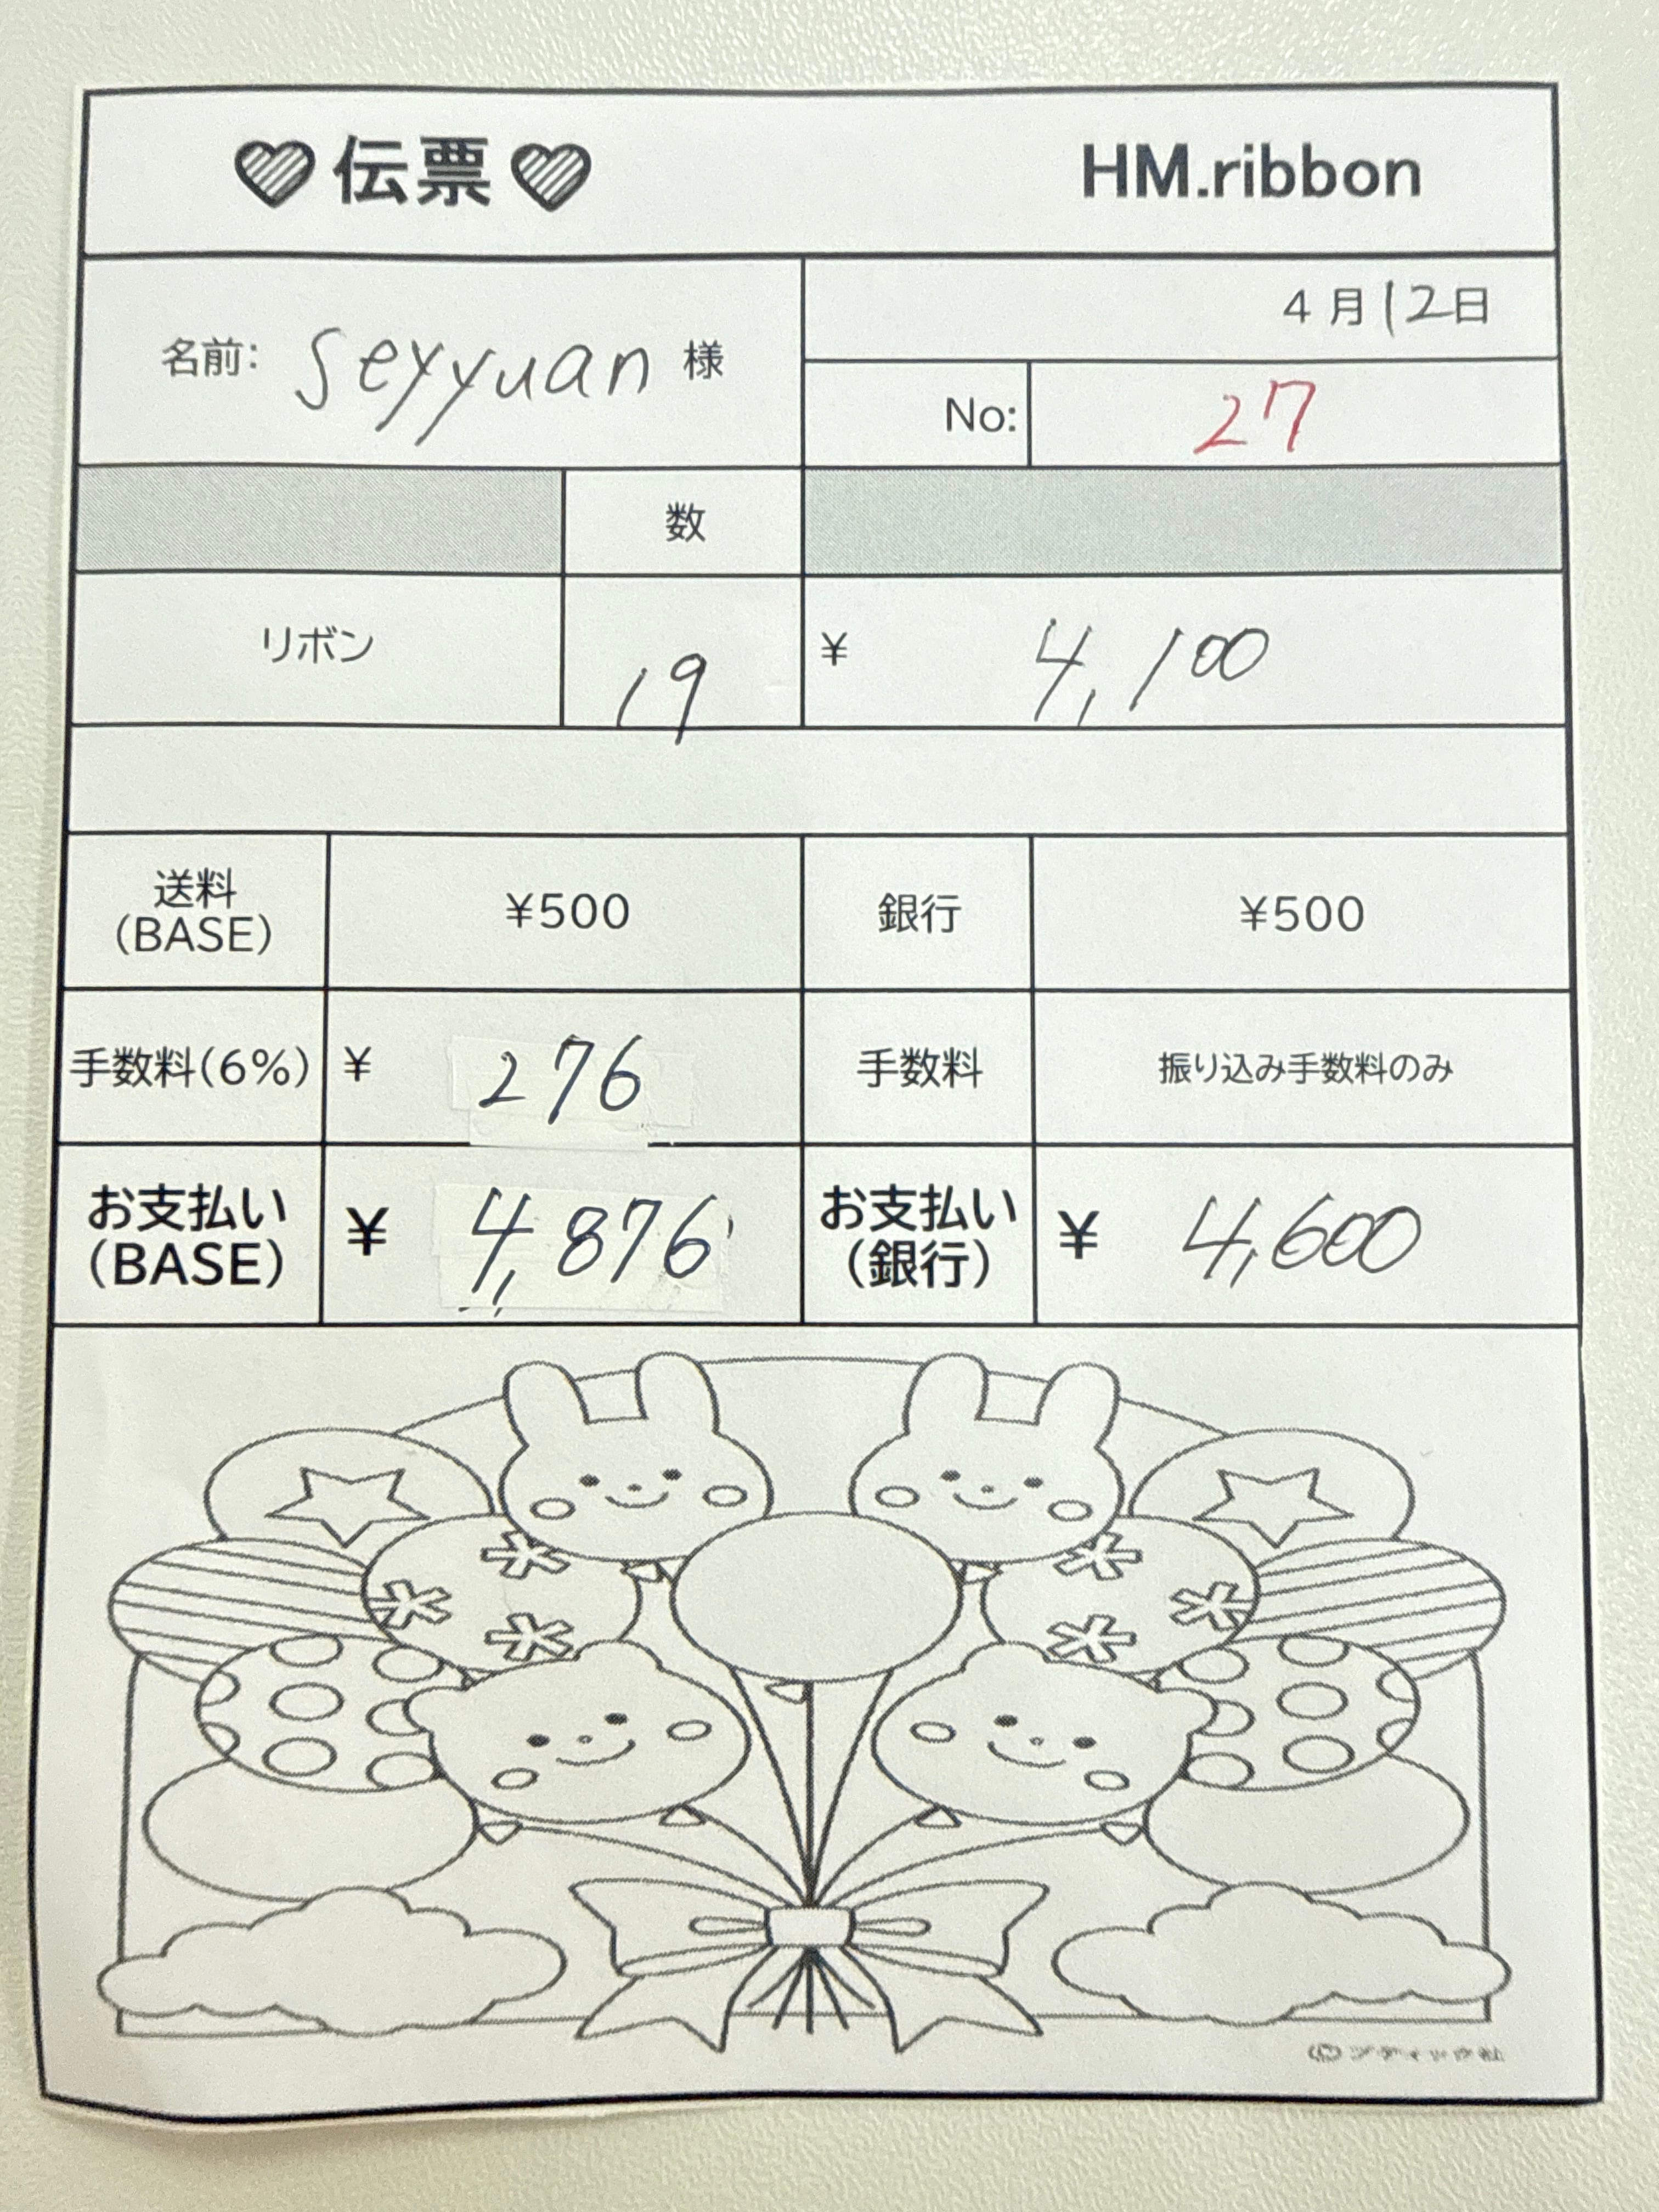 伝票 HM.ribbon
4月12日
名前: Seyyuan 様
No: 27
数
リボン 19 ¥ 4,100
送料 (BASE) ¥500 銀行 ¥500
手数料(6%) ¥ 276 手数料 振り込み手数料のみ
お支払い (BASE) ¥ 4,876 お支払い (銀行) ¥ 4,600